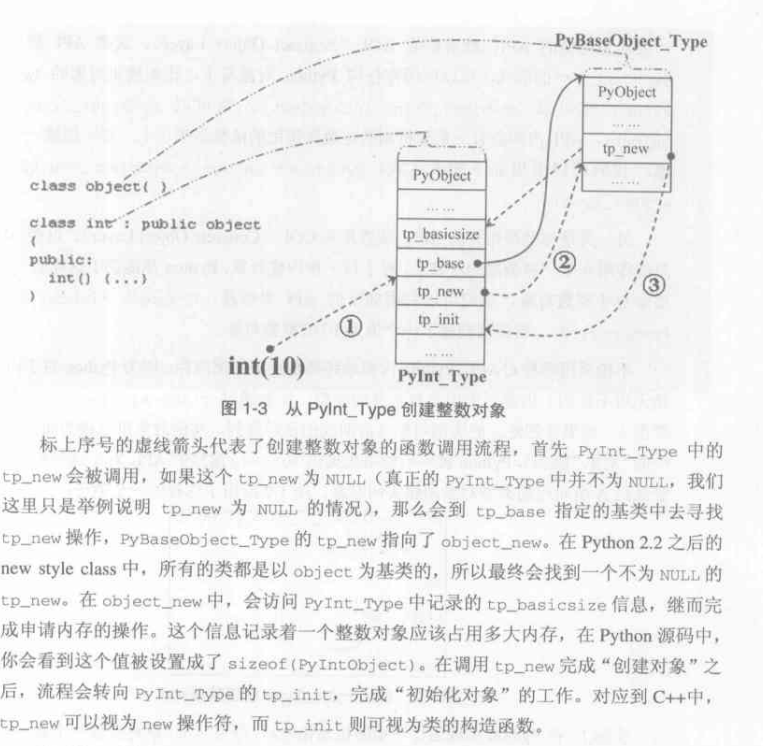 PyBaseObject_Type
PyObject
... ...
tp_new
PyObject
... ...
tp_basicsize
tp_base
tp_new
tp_init
... ...
PyInt_Type
class object( )
class int : public object
{
public:
int() {...}
)
①
②
③
int(10)
图 1-3 从 PyInt_Type 创建整数对象
标上序号的虚线箭头代表了创建整数对象的函数调用流程，首先 PyInt_Type 中的
tp_new 会被调用，如果这个 tp_new 为 NULL（真正的 PyInt_Type 中并不为 NULL，我们
这里只是举例说明 tp_new 为 NULL 的情况），那么会到 tp_base 指定的基类中去寻找
tp_new 操作，PyBaseObject_Type 的 tp_new 指向了 object_new。在 Python 2.2 之后的
new style class 中，所有的类都是以 object 为基类的，所以最终会找到一个不为 NULL 的
tp_new。在 object_new 中，会访问 PyInt_Type 中记录的 tp_basicsize 信息，继而完
成申请内存的操作。这个信息记录着一个整数对象应该占用多大内存，在 Python 源码中，
你会看到这个值被设置成了 sizeof(PyIntObject)。在调用 tp_new 完成“创建对象”之
后，流程会转向 PyInt_Type 的 tp_init，完成“初始化对象”的工作。对应到 C++中，
tp_new 可以视为 new 操作符，而 tp_init 则可视为类的构造函数。